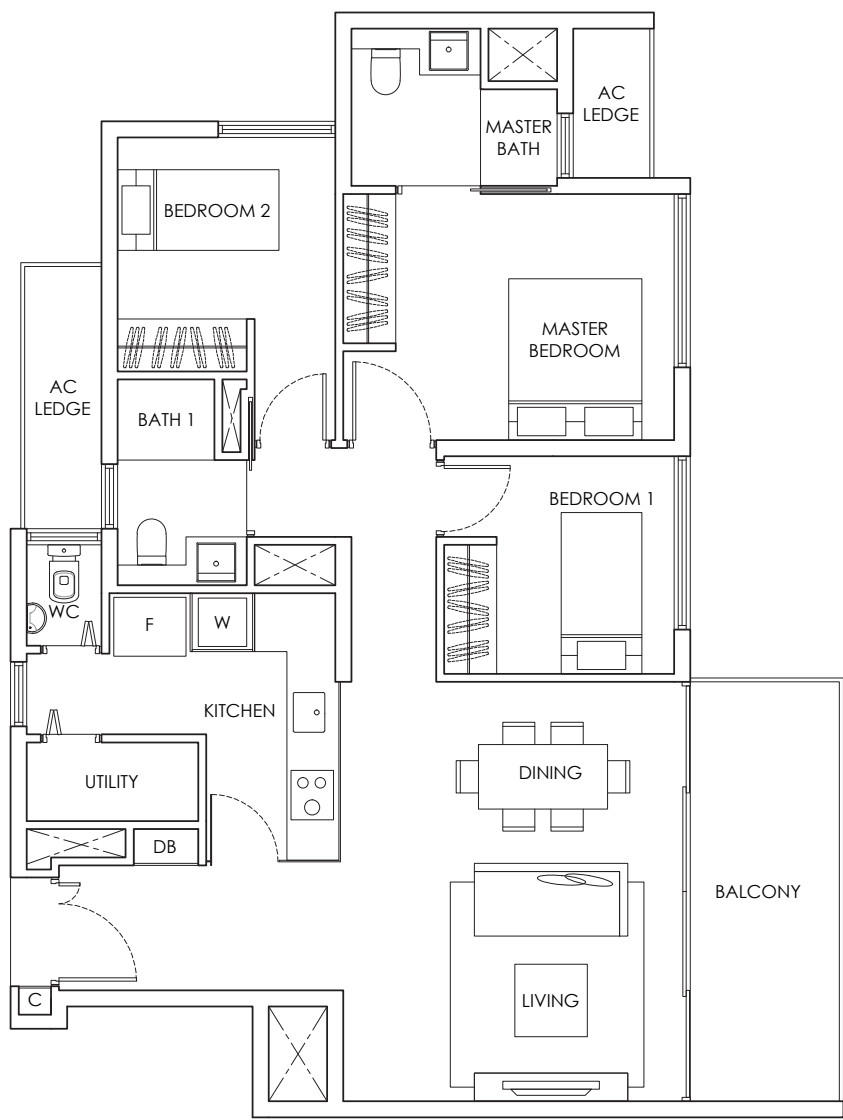 AC
LEDGE
MASTER
BATH
BEDROOM 2
MASTER
BEDROOM
AC
LEDGE
BATH 1
BEDROOM 1
WC
F
W
KITCHEN
DINING
UTILITY
DB
BALCONY
LIVING
C